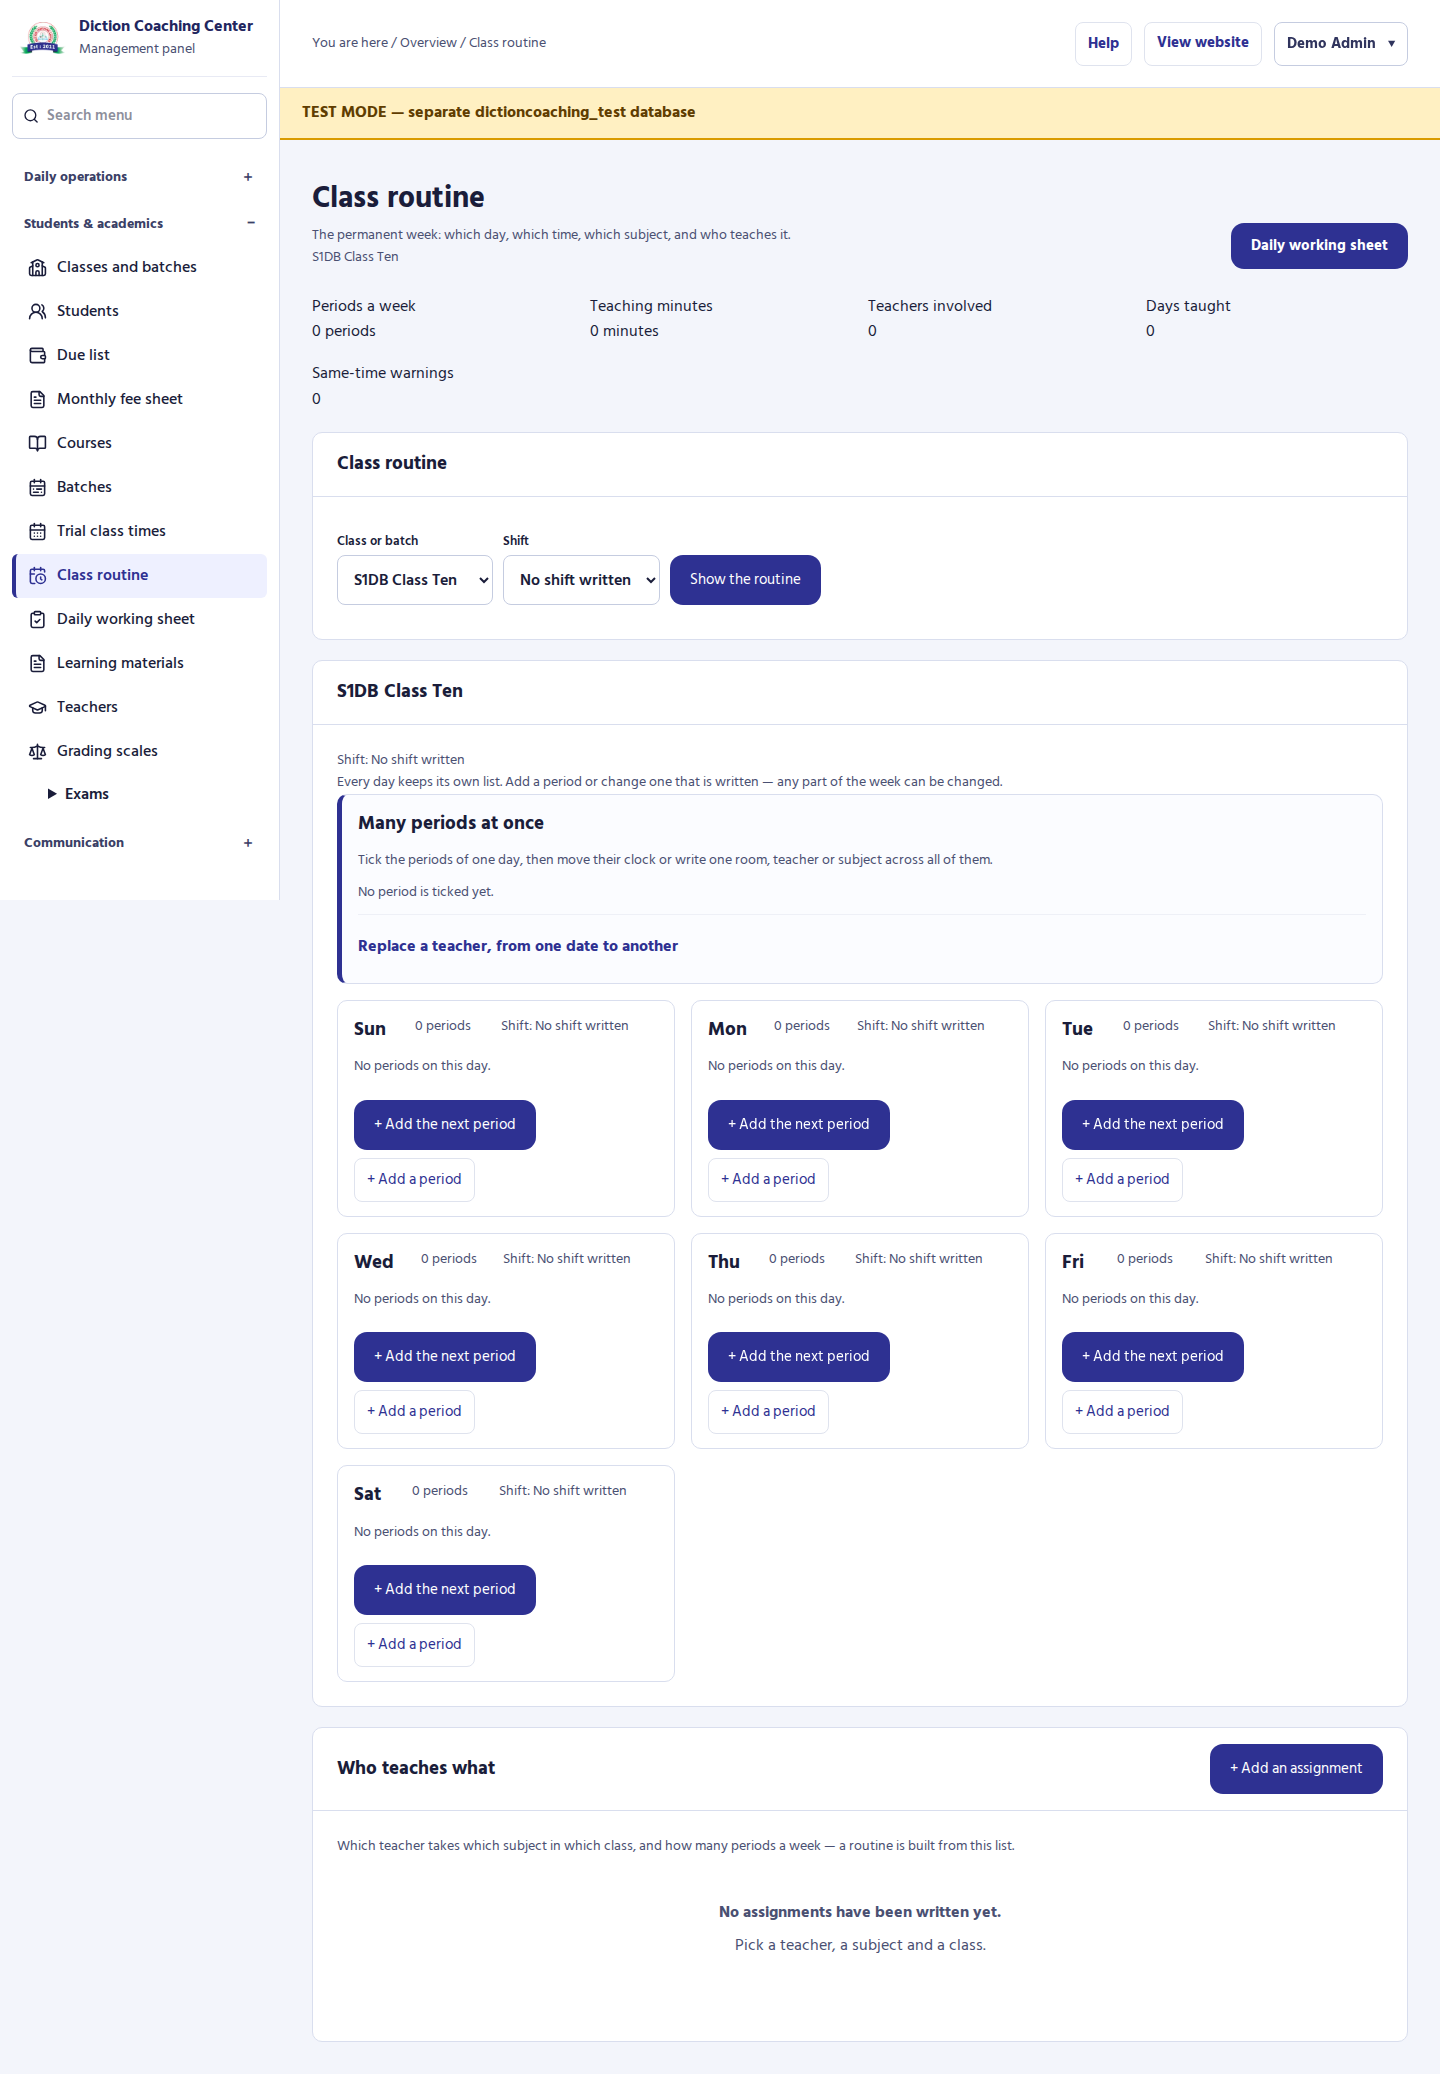 Diction Coaching Center
Management panel
Est : 2011
Search menu
Daily operations +
Students & academics −
Classes and batches
Students
Due list
Monthly fee sheet
Courses
Batches
Trial class times
Class routine
Daily working sheet
Learning materials
Teachers
Grading scales
▶ Exams
Communication +
You are here / Overview / Class routine
Help
View website
Demo Admin ▾
TEST MODE — separate dictioncoaching_test database
Class routine
The permanent week: which day, which time, which subject, and who teaches it.
S1DB Class Ten
Daily working sheet
Periods a week
0 periods
Teaching minutes
0 minutes
Teachers involved
0
Days taught
0
Same-time warnings
0
Class routine
Class or batch
S1DB Class Ten
Shift
No shift written
Show the routine
S1DB Class Ten
Shift: No shift written
Every day keeps its own list. Add a period or change one that is written — any part of the week can be changed.
Many periods at once
Tick the periods of one day, then move their clock or write one room, teacher or subject across all of them.
No period is ticked yet.
Replace a teacher, from one date to another
Sun 0 periods Shift: No shift written
No periods on this day.
+ Add the next period
+ Add a period
Mon 0 periods Shift: No shift written
No periods on this day.
+ Add the next period
+ Add a period
Tue 0 periods Shift: No shift written
No periods on this day.
+ Add the next period
+ Add a period
Wed 0 periods Shift: No shift written
No periods on this day.
+ Add the next period
+ Add a period
Thu 0 periods Shift: No shift written
No periods on this day.
+ Add the next period
+ Add a period
Fri 0 periods Shift: No shift written
No periods on this day.
+ Add the next period
+ Add a period
Sat 0 periods Shift: No shift written
No periods on this day.
+ Add the next period
+ Add a period
Who teaches what
+ Add an assignment
Which teacher takes which subject in which class, and how many periods a week — a routine is built from this list.
No assignments have been written yet.
Pick a teacher, a subject and a class.